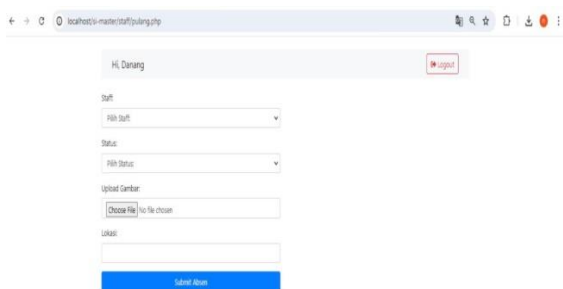 localhost/si-master/staff/pulang.php
Hi, Danang
Logout
Staff:
Pilih Staff:
Status:
Pilih Status:
Upload Gambar:
Choose File No file chosen
Lokasi:
Submit Absen